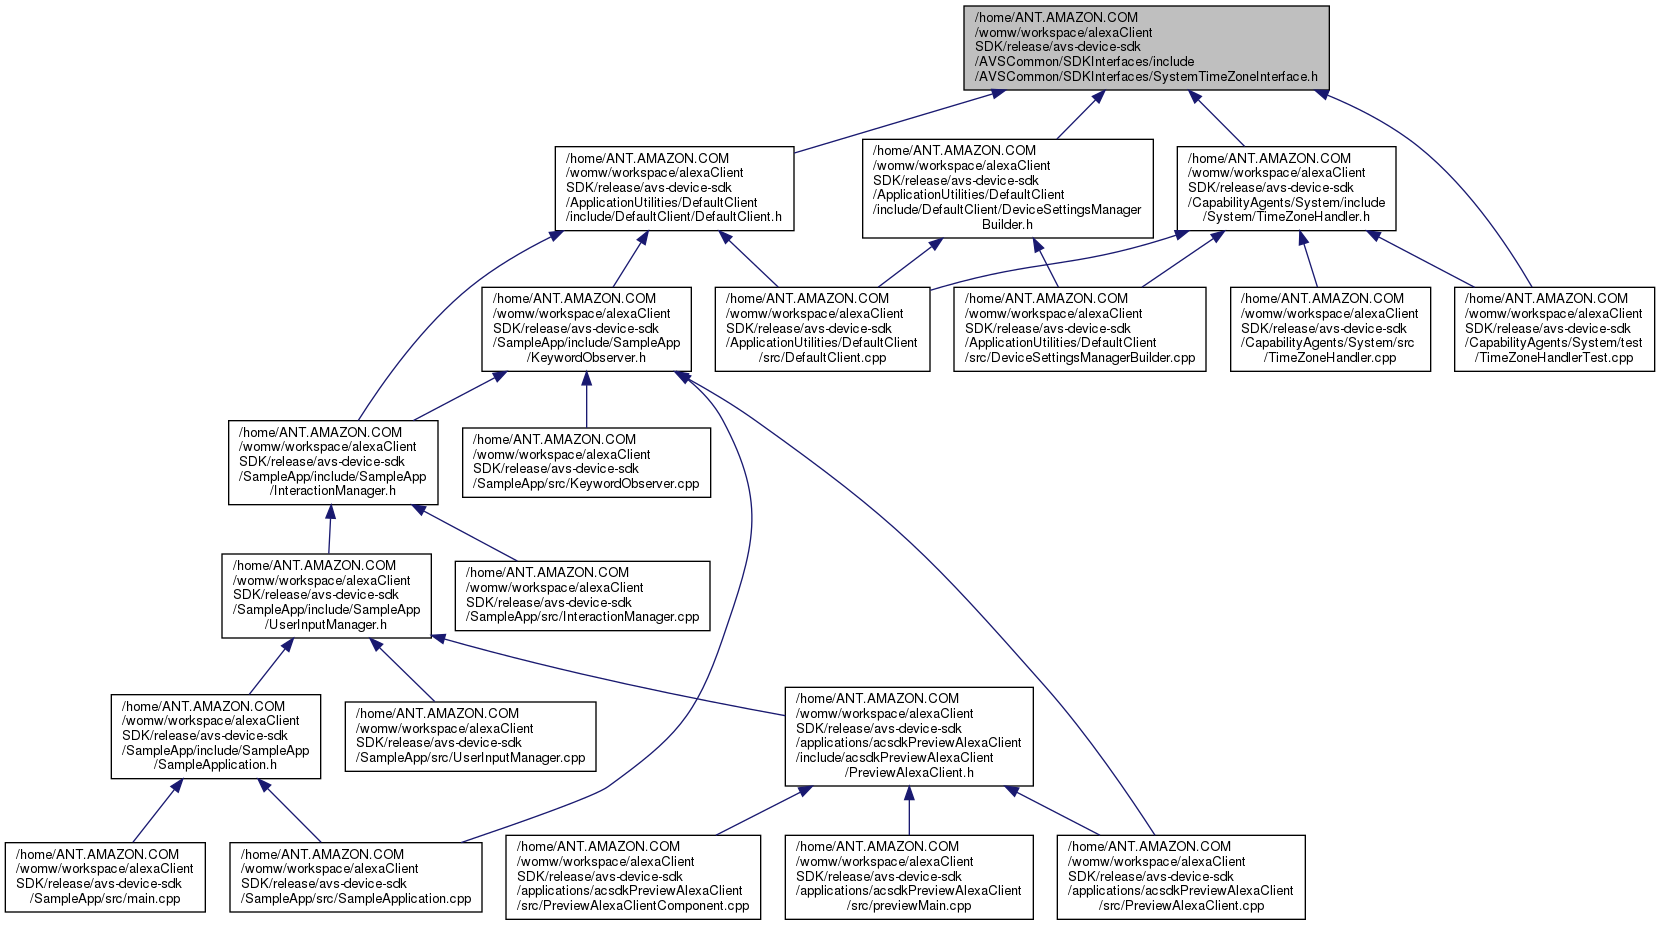 /home/ANT.AMAZON.COM
/womw/workspace/alexaClient
SDK/release/avs-device-sdk
/AVSCommon/SDKInterfaces/include
/AVSCommon/SDKInterfaces/SystemTimeZoneInterface.h
/home/ANT.AMAZON.COM
/womw/workspace/alexaClient
SDK/release/avs-device-sdk
/ApplicationUtilities/DefaultClient
/include/DefaultClient/DefaultClient.h
/home/ANT.AMAZON.COM
/womw/workspace/alexaClient
SDK/release/avs-device-sdk
/ApplicationUtilities/DefaultClient
/include/DefaultClient/DeviceSettingsManager
Builder.h
/home/ANT.AMAZON.COM
/womw/workspace/alexaClient
SDK/release/avs-device-sdk
/CapabilityAgents/System/include
/System/TimeZoneHandler.h
/home/ANT.AMAZON.COM
/womw/workspace/alexaClient
SDK/release/avs-device-sdk
/SampleApp/include/SampleApp
/KeywordObserver.h
/home/ANT.AMAZON.COM
/womw/workspace/alexaClient
SDK/release/avs-device-sdk
/ApplicationUtilities/DefaultClient
/src/DefaultClient.cpp
/home/ANT.AMAZON.COM
/womw/workspace/alexaClient
SDK/release/avs-device-sdk
/ApplicationUtilities/DefaultClient
/src/DeviceSettingsManagerBuilder.cpp
/home/ANT.AMAZON.COM
/womw/workspace/alexaClient
SDK/release/avs-device-sdk
/CapabilityAgents/System/src
/TimeZoneHandler.cpp
/home/ANT.AMAZON.COM
/womw/workspace/alexaClient
SDK/release/avs-device-sdk
/CapabilityAgents/System/test
/TimeZoneHandlerTest.cpp
/home/ANT.AMAZON.COM
/womw/workspace/alexaClient
SDK/release/avs-device-sdk
/SampleApp/include/SampleApp
/InteractionManager.h
/home/ANT.AMAZON.COM
/womw/workspace/alexaClient
SDK/release/avs-device-sdk
/SampleApp/src/KeywordObserver.cpp
/home/ANT.AMAZON.COM
/womw/workspace/alexaClient
SDK/release/avs-device-sdk
/SampleApp/include/SampleApp
/UserInputManager.h
/home/ANT.AMAZON.COM
/womw/workspace/alexaClient
SDK/release/avs-device-sdk
/SampleApp/src/InteractionManager.cpp
/home/ANT.AMAZON.COM
/womw/workspace/alexaClient
SDK/release/avs-device-sdk
/SampleApp/include/SampleApp
/SampleApplication.h
/home/ANT.AMAZON.COM
/womw/workspace/alexaClient
SDK/release/avs-device-sdk
/SampleApp/src/UserInputManager.cpp
/home/ANT.AMAZON.COM
/womw/workspace/alexaClient
SDK/release/avs-device-sdk
/applications/acsdkPreviewAlexaClient
/include/acsdkPreviewAlexaClient
/PreviewAlexaClient.h
/home/ANT.AMAZON.COM
/womw/workspace/alexaClient
SDK/release/avs-device-sdk
/SampleApp/src/main.cpp
/home/ANT.AMAZON.COM
/womw/workspace/alexaClient
SDK/release/avs-device-sdk
/SampleApp/src/SampleApplication.cpp
/home/ANT.AMAZON.COM
/womw/workspace/alexaClient
SDK/release/avs-device-sdk
/applications/acsdkPreviewAlexaClient
/src/PreviewAlexaClientComponent.cpp
/home/ANT.AMAZON.COM
/womw/workspace/alexaClient
SDK/release/avs-device-sdk
/applications/acsdkPreviewAlexaClient
/src/previewMain.cpp
/home/ANT.AMAZON.COM
/womw/workspace/alexaClient
SDK/release/avs-device-sdk
/applications/acsdkPreviewAlexaClient
/src/PreviewAlexaClient.cpp